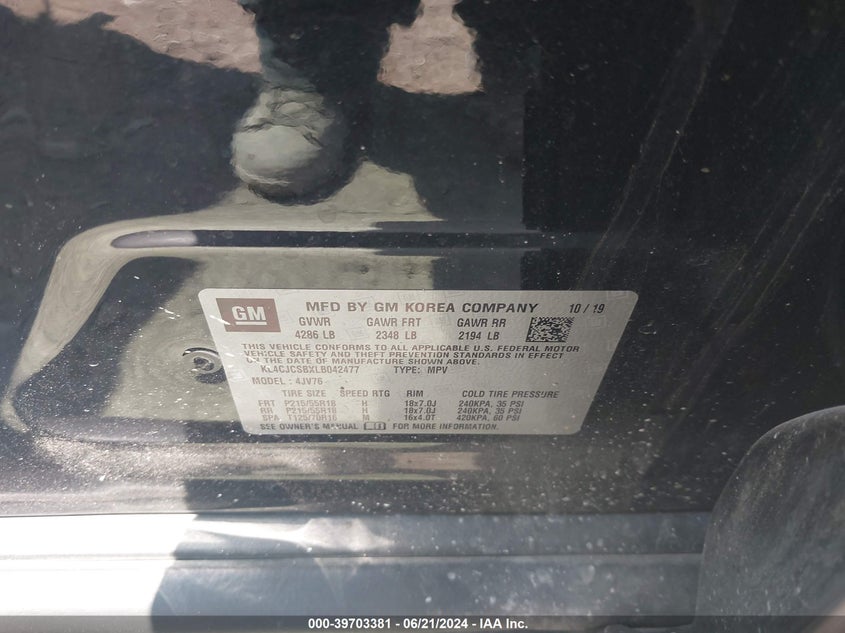 GM MFD BY GM KOREA COMPANY 10 / 19
GVWR GAWR FRT GAWR RR
4286 LB 2348 LB 2194 LB
THIS VEHICLE CONFORMS TO ALL APPLICABLE U.S. FEDERAL MOTOR
VEHICLE SAFETY AND THEFT PREVENTION STANDARDS IN EFFECT
ON THE DATE OF MANUFACTURE SHOWN ABOVE.
KL4CJCSBXLB042477 TYPE: MPV
MODEL: 4JV76
TIRE SIZE SPEED RTG RIM COLD TIRE PRESSURE
FRT P215/55R18 H 18x7.0J 240KPA, 35 PSI
RR P215/55R18 H 18x7.0J 240KPA, 35 PSI
SPA T125/70R16 M 16x4.0T 420KPA, 60 PSI
SEE OWNER'S MANUAL FOR MORE INFORMATION.
000-39703381 - 06/21/2024 - IAA Inc.